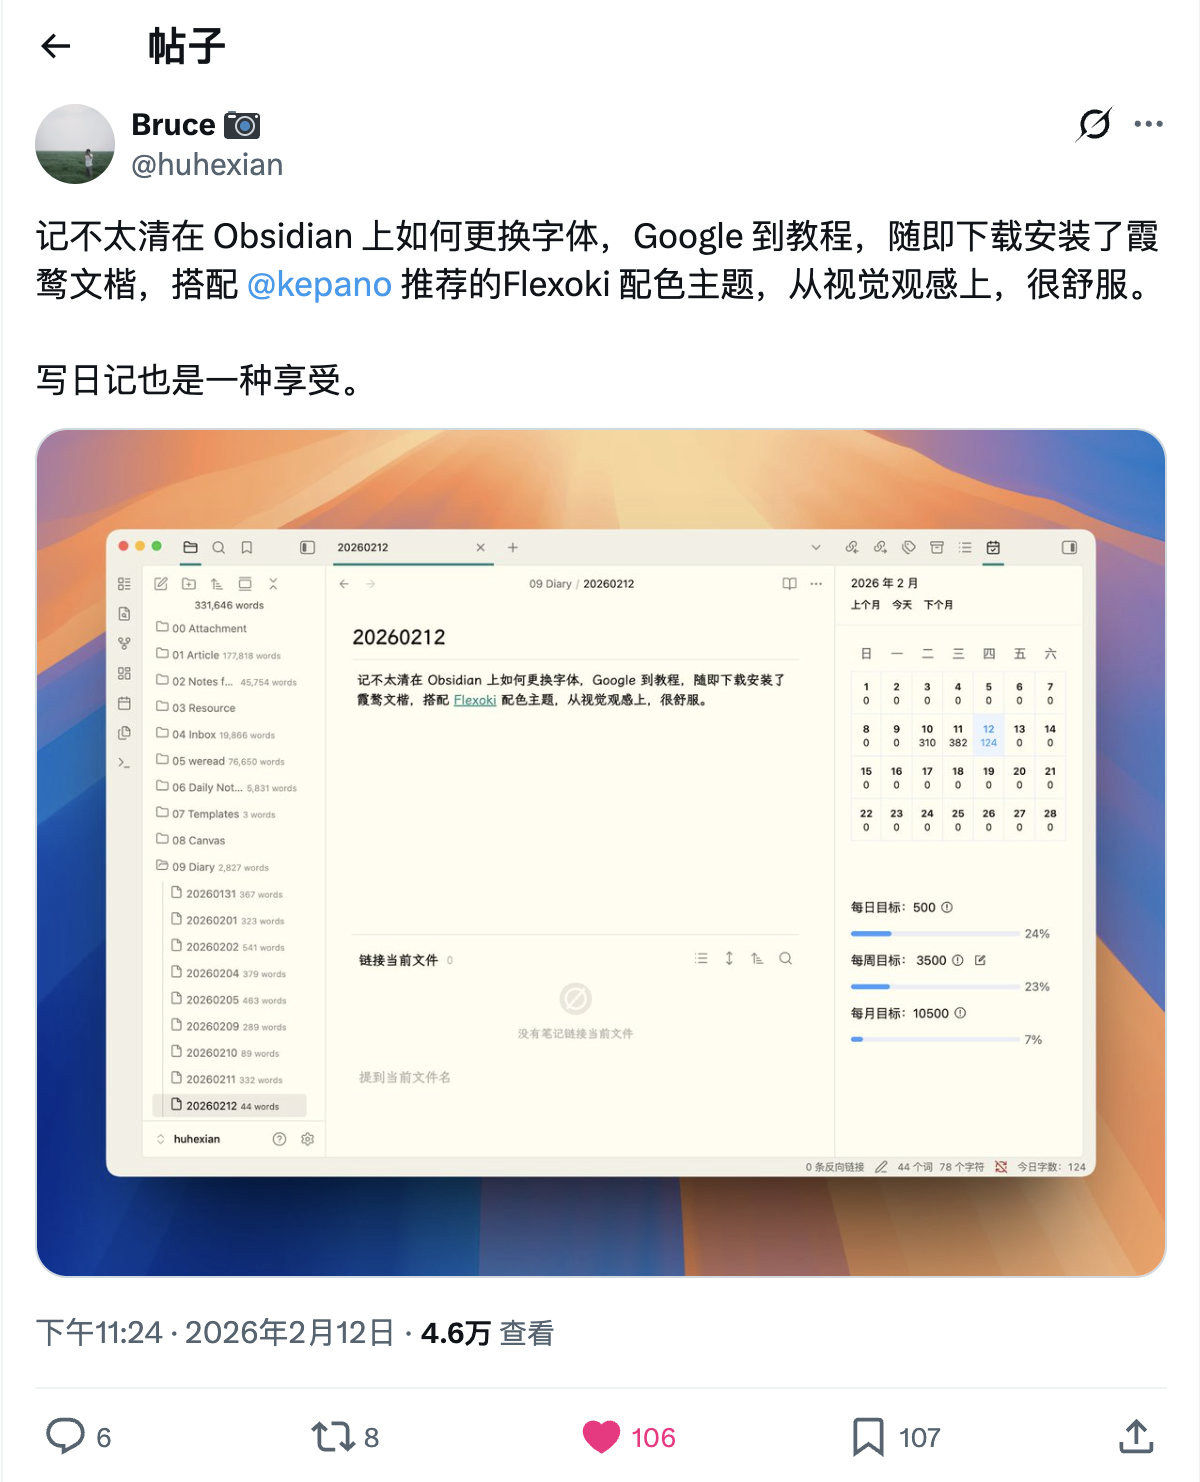 帖子
Bruce
@huhexian
记不太清在 Obsidian 上如何更换字体，Google 到教程，随即下载安装了霞
鹜文楷，搭配 @kepano 推荐的Flexoki 配色主题，从视觉观感上，很舒服。
写日记也是一种享受。
20260212
331,646 words
00 Attachment
01 Article 177,818 words
02 Notes f... 45,754 words
03 Resource
04 Inbox 19,866 words
05 weread 76,650 words
06 Daily Not... 5,831 words
07 Templates 3 words
08 Canvas
09 Diary 2,827 words
20260131 367 words
20260201 323 words
20260202 541 words
20260204 379 words
20260205 463 words
20260209 289 words
20260210 89 words
20260211 332 words
20260212 44 words
huhexian
09 Diary / 20260212
20260212
记不太清在 Obsidian 上如何更换字体，Google 到教程，随即下载安装了
霞鹜文楷，搭配 Flexoki 配色主题，从视觉观感上，很舒服。
链接当前文件 0
没有笔记链接当前文件
提到当前文件名
2026 年 2 月
上个月 今天 下个月
日 一 二 三 四 五 六
1 2 3 4 5 6 7
0 0 0 0 0 0 0
8 9 10 11 12 13 14
0 0 310 382 124 0 0
15 16 17 18 19 20 21
0 0 0 0 0 0 0
22 23 24 25 26 27 28
0 0 0 0 0 0 0
每日目标：500
24%
每周目标：3500
23%
每月目标：10500
7%
0 条反向链接 44 个词 78 个字符 今日字数：124
下午11:24 · 2026年2月12日 · 4.6万 查看
6 8 106 107